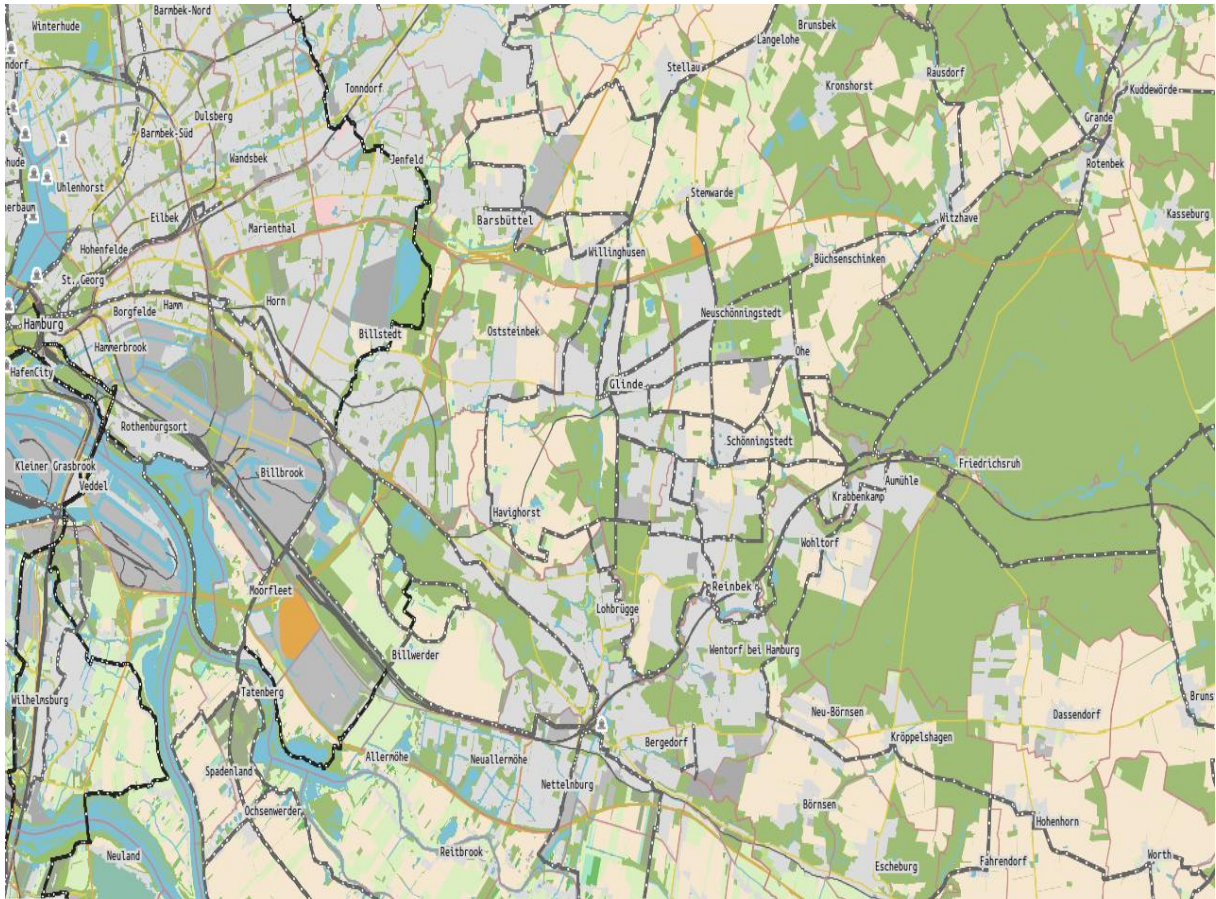 Barmbek-Nord
Winterhude
Brunsbek
Langelohe
Stellau
Rausdorf
Kronshorst
Kuddewörde
Tonndorf
Dulsberg
Grande
Barmbek-Süd
Wandsbek
Jenfeld
Rotenbek
Uhlenhorst
Stemwarde
Eilbek
Barsbüttel
Witzhave
Kasseburg
Marienthal
Hohenfelde
Willinghusen
Büchsenschinken
St. Georg
Borgfelde
Hamm
Horn
Neuschönningstedt
Hamburg
Billstedt
Oststeinbek
Hammerbrook
Ohe
HafenCity
Glinde
Rothenburgsort
Schönningstedt
Kleiner Grasbrook
Billbrook
Friedrichsruh
Veddel
Aumühle
Krabbenkamp
Havighorst
Wohltorf
Moorfleet
Reinbek
Lohbrügge
Billwerder
Wentorf bei Hamburg
Wilhelmsburg
Tatenberg
Bruns
Neu-Börnsen
Dassendorf
Kröppelshagen
Bergedorf
Allermöhe
Neuallermöhe
Spadenland
Nettelnburg
Ochsenwerder
Börnsen
Hohenhorn
Neuland
Reitbrook
Fahrendorf
Worth
Escheburg